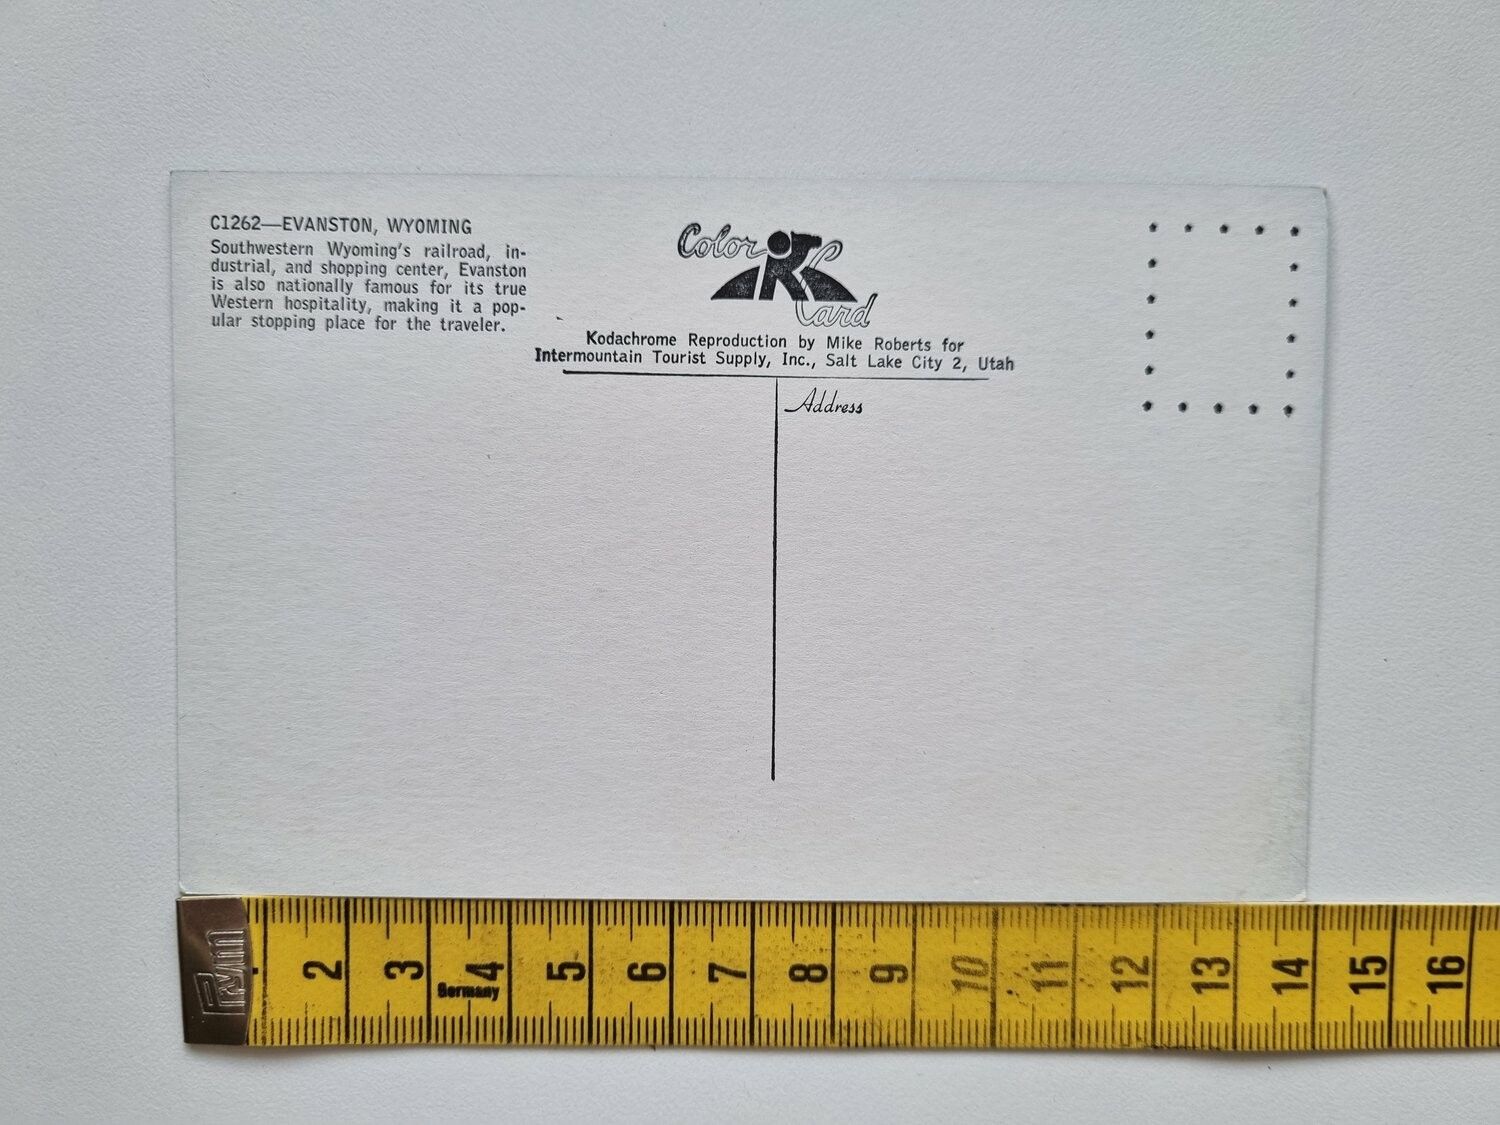 C1262—EVANSTON, WYOMING
Southwestern Wyoming's railroad, in-
dustrial, and shopping center, Evanston
is also nationally famous for its true
Western hospitality, making it a pop-
ular stopping place for the traveler.
Color Card
Kodachrome Reproduction by Mike Roberts for
Intermountain Tourist Supply, Inc., Salt Lake City 2, Utah
Address
Prym
2 3 4 5 6 7 8 9 10 11 12 13 14 15 16
Germany